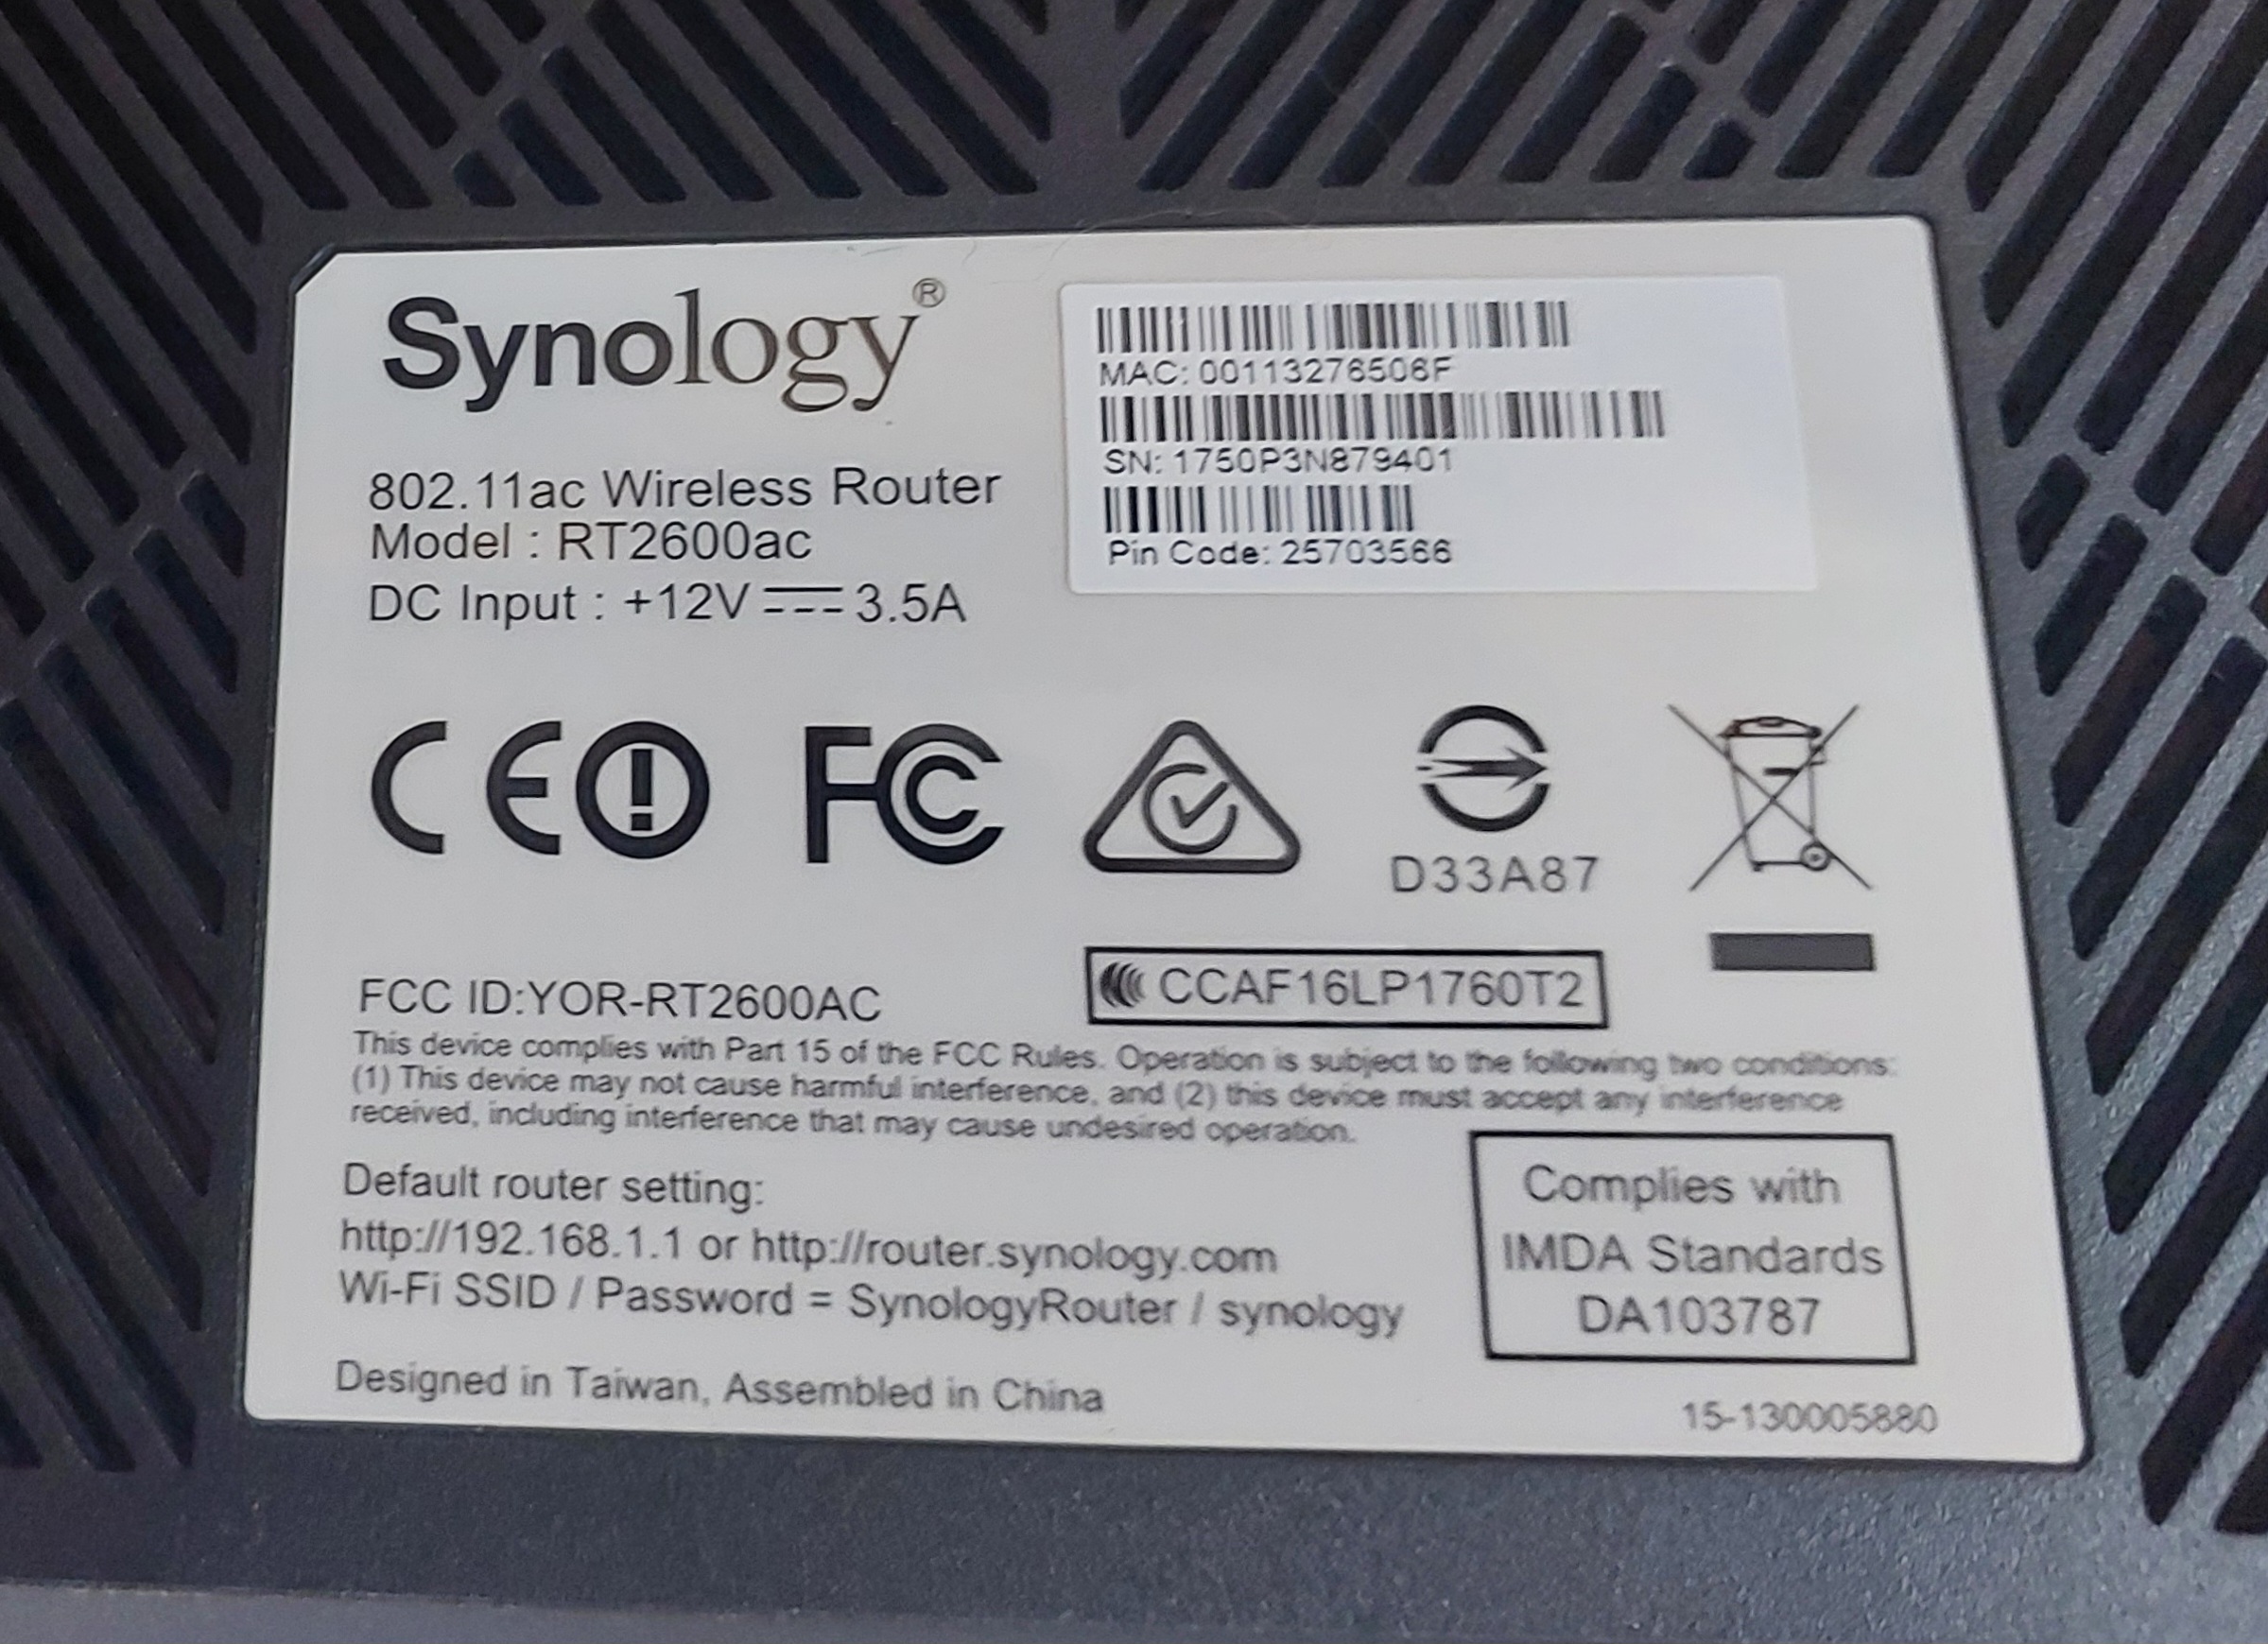 Synology®
802.11ac Wireless Router
Model : RT2600ac
DC Input : +12V 3.5A
MAC: 00113276506F
SN: 1750P3N879401
Pin Code: 25703566
CE
FC
D33A87
FCC ID:YOR-RT2600AC
CCAF16LP1760T2
This device complies with Part 15 of the FCC Rules. Operation is subject to the following two conditions:
(1) This device may not cause harmful interference, and (2) this device must accept any interference
received, including interference that may cause undesired operation.
Default router setting:
http://192.168.1.1 or http://router.synology.com
Wi-Fi SSID / Password = SynologyRouter / synology
Complies with
IMDA Standards
DA103787
Designed in Taiwan, Assembled in China
15-130005880